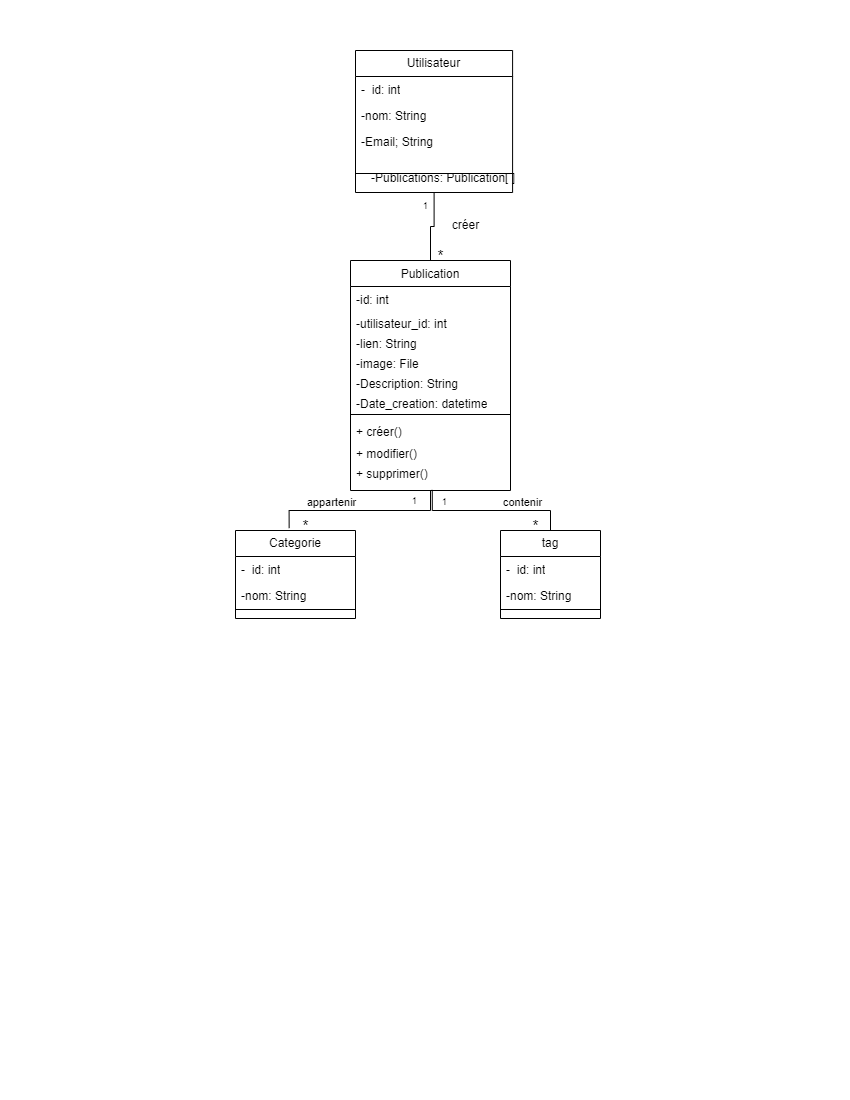 Utilisateur
- id: int
-nom: String
-Email; String
-Publications: Publication[ ]
1
créer
*
Publication
-id: int
-utilisateur_id: int
-lien: String
-image: File
-Description: String
-Date_creation: datetime
+ créer()
+ modifier()
+ supprimer()
appartenir 1 1 contenir
* *
Categorie
- id: int
-nom: String
tag
- id: int
-nom: String